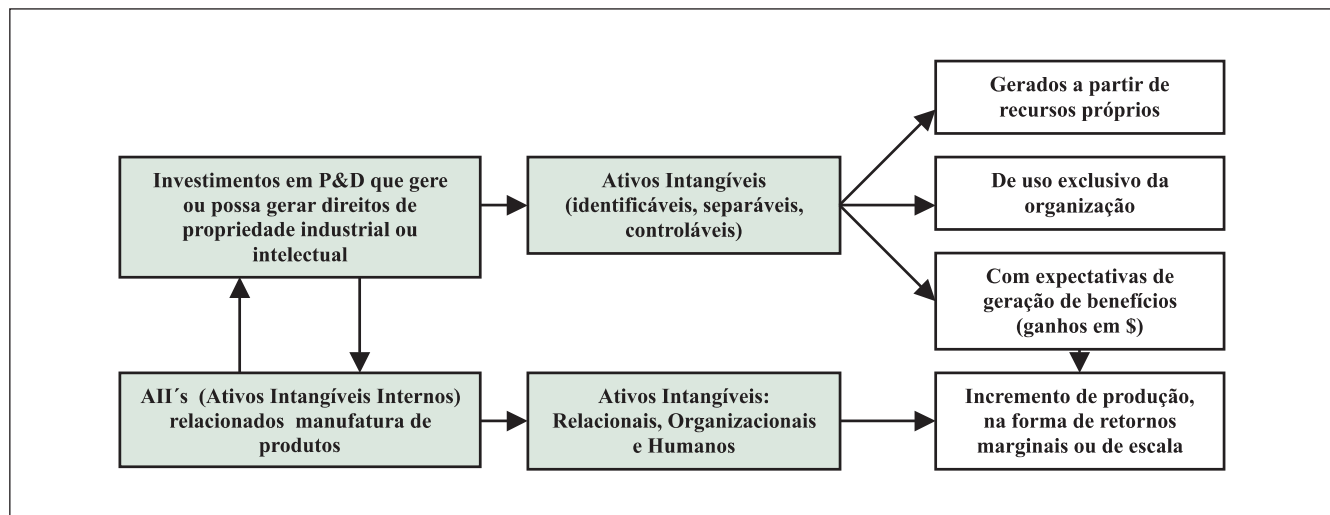 Gerados a partir de
recursos próprios
Investimentos em P&D que gere
ou possa gerar direitos de
propriedade industrial ou
intelectual
Ativos Intangíveis
(identificáveis, separáveis,
controláveis)
De uso exclusivo da
organização
Com expectativas de
geração de benefícios
(ganhos em $)
AII´s (Ativos Intangíveis Internos)
relacionados manufatura de
produtos
Ativos Intangíveis:
Relacionais, Organizacionais
e Humanos
Incremento de produção,
na forma de retornos
marginais ou de escala